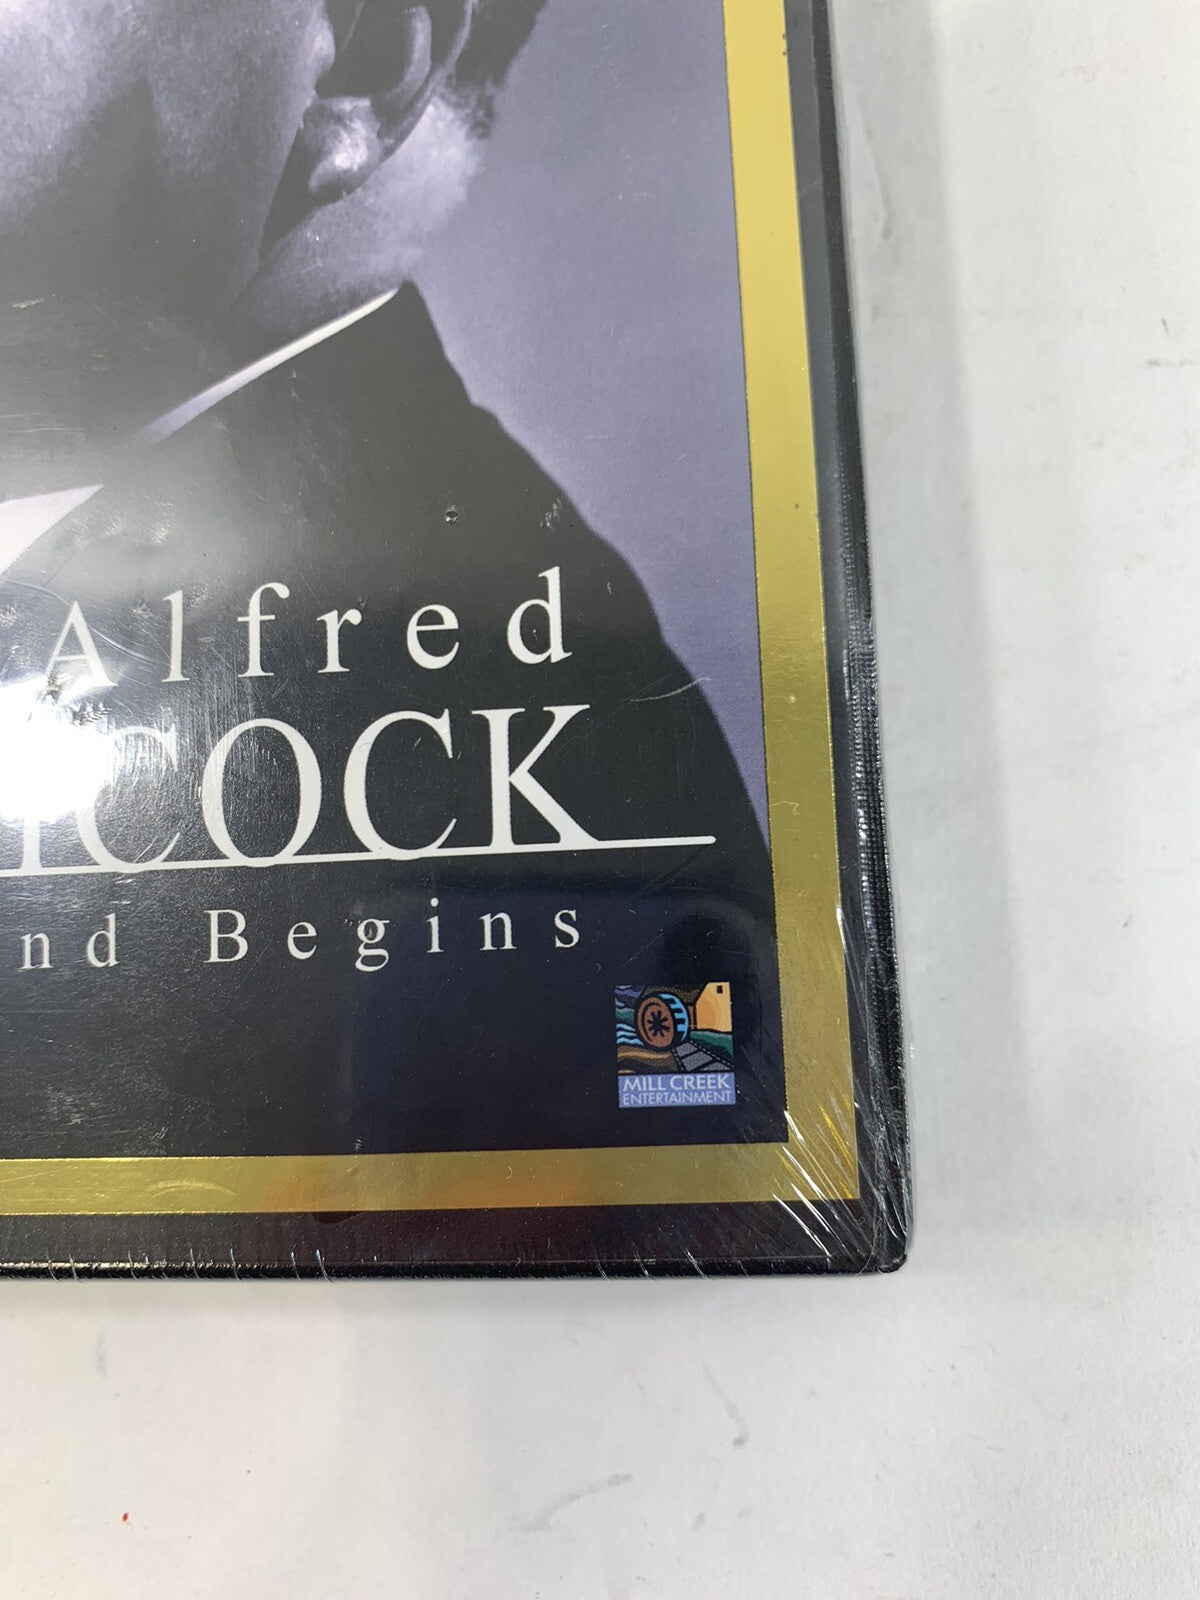 Alfred
COCK
nd Begins
MILL CREEK
ENTERTAINMENT